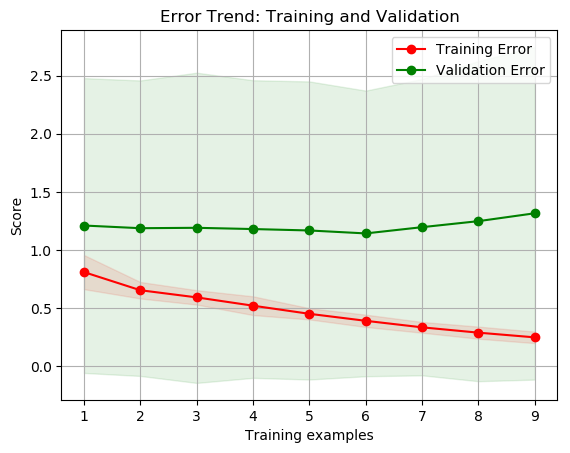 Error Trend: Training and Validation
Training Error
Validation Error
2.5
2.0
1.5
1.0
0.5
0.0
Score
1 2 3 4 5 6 7 8 9
Training examples